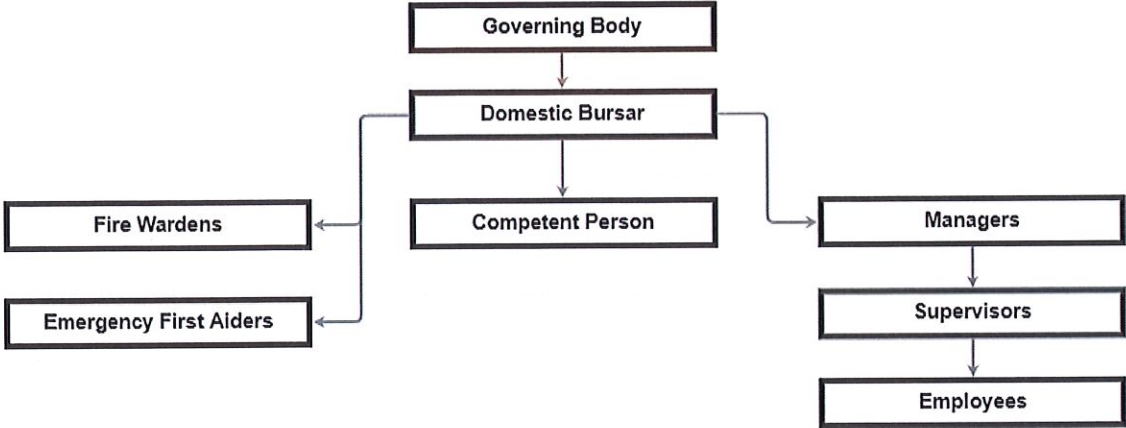 Governing Body
Domestic Bursar
Fire Wardens
Competent Person
Managers
Emergency First Aiders
Supervisors
Employees